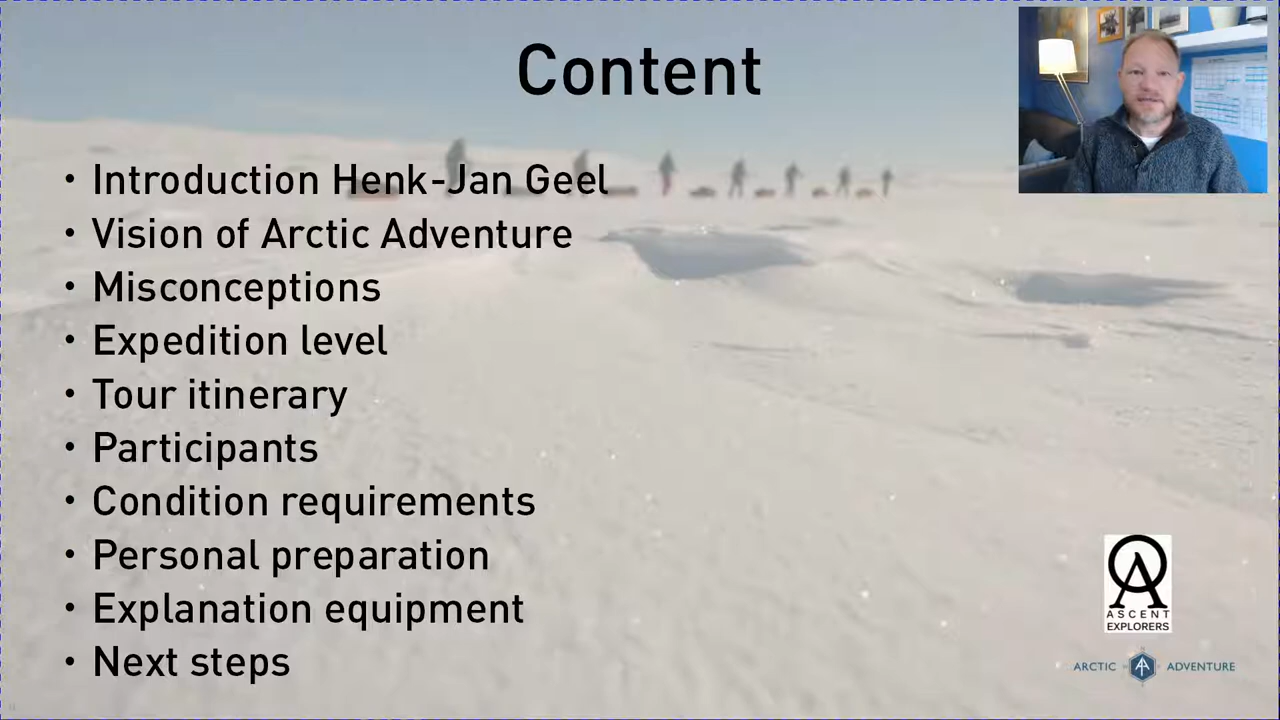 Content
• Introduction Henk-Jan Geel
• Vision of Arctic Adventure
• Misconceptions
• Expedition level
• Tour itinerary
• Participants
• Condition requirements
• Personal preparation
• Explanation equipment
• Next steps
ASCENT
EXPLORERS
ARCTIC ADVENTURE